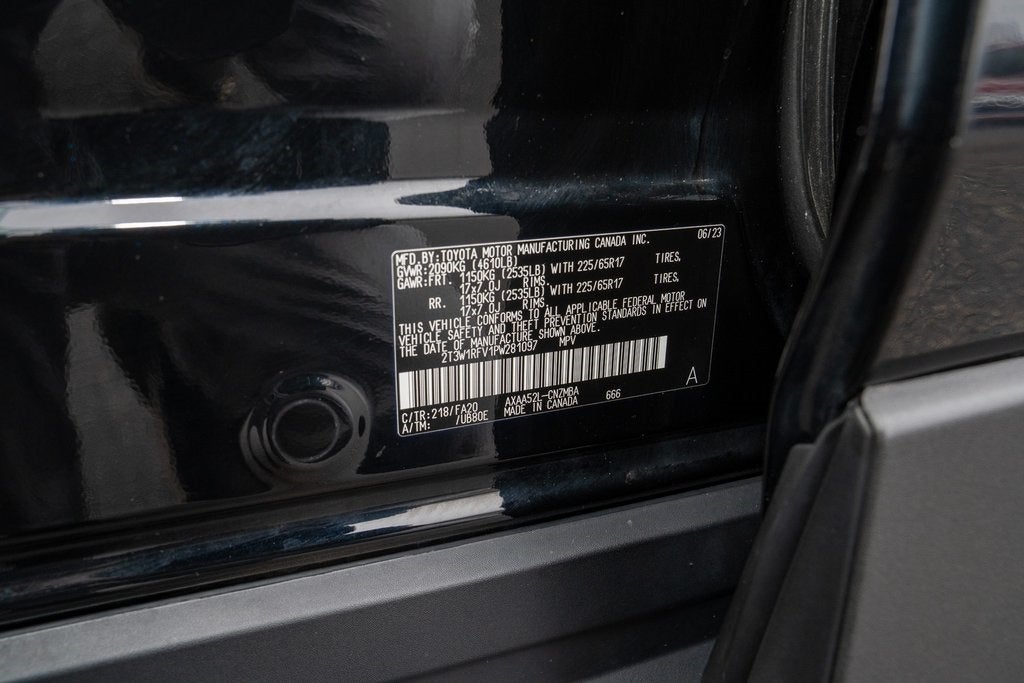 MFD.BY:TOYOTA MOTOR MANUFACTURING CANADA INC. 06/23
GVWR:2090KG (4610LB)
GAWR:FRT. 1150KG (2535LB) WITH 225/65R17 TIRES,
17x7.0J RIMS,
RR. 1150KG (2535LB) WITH 225/65R17 TIRES,
17x7.0J RIMS.
THIS VEHICLE CONFORMS TO ALL APPLICABLE FEDERAL MOTOR
VEHICLE SAFETY AND THEFT PREVENTION STANDARDS IN EFFECT ON
THE DATE OF MANUFACTURE SHOWN ABOVE.
2T3W1RFV1PW281097 MPV
C/TR:218/FA20 AXAA52L-CNZMBA 666 A
A/TM: /UB80E MADE IN CANADA